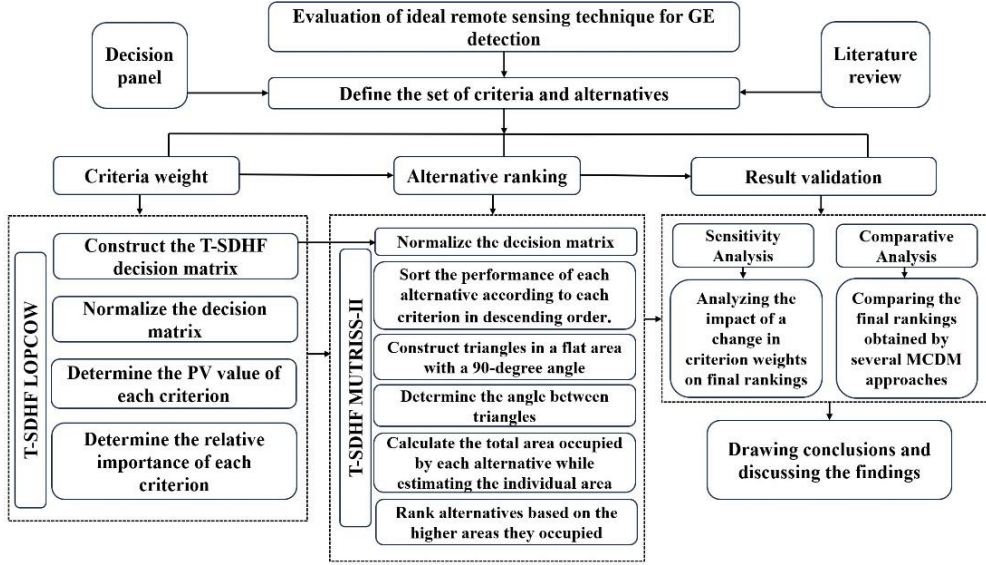 Evaluation of ideal remote sensing technique for GE
detection
Decision
panel
Literature
review
Define the set of criteria and alternatives
Criteria weight
Alternative ranking
Result validation
T-SDHF LOPCOW
Construct the T-SDHF
decision matrix
Normalize the
decision matrix
Determine the PV value of
each criterion
Determine the relative
importance of each
criterion
T-SDHF MUTRISS-II
Normalize the decision matrix
Sort the performance of each
alternative according to each
criterion in descending order.
Construct triangles in a flat area
with a 90-degree angle
Determine the angle between
triangles
Calculate the total area occupied
by each alternative while
estimating the individual area
Rank alternatives based on the
higher areas they occupied
Sensitivity
Analysis
Analyzing the
impact of a
change in
criterion weights
on final rankings
Comparative
Analysis
Comparing the
final rankings
obtained by
several MCDM
approaches
Drawing conclusions and
discussing the findings